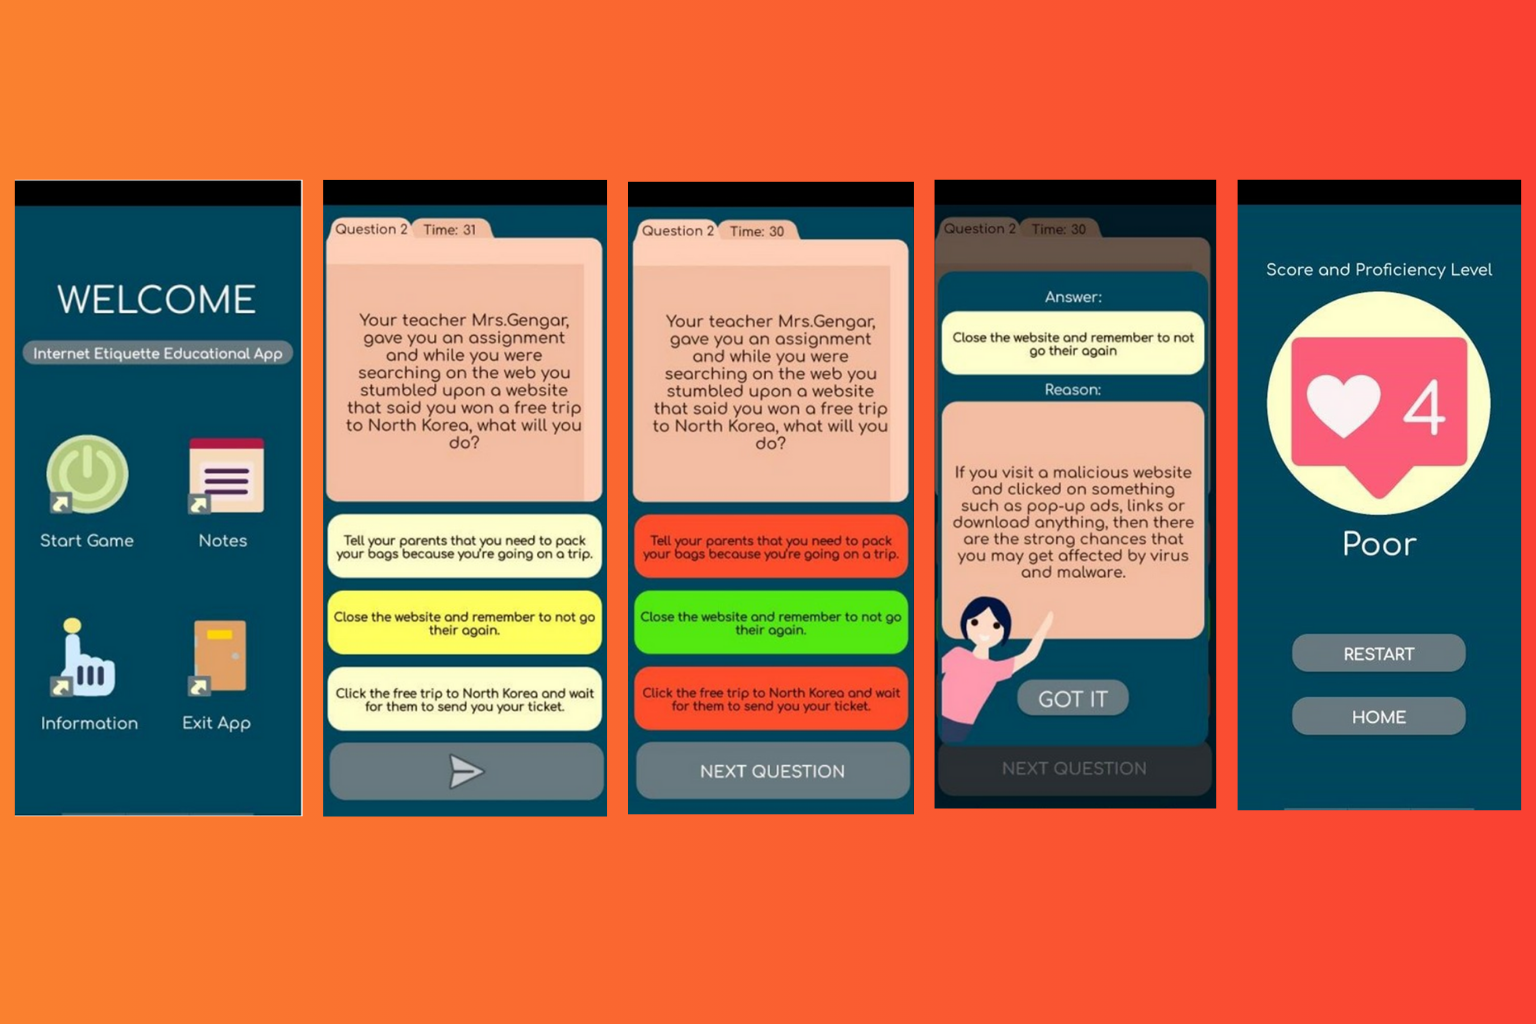 WELCOME
Internet Etiquette Educational App
Start Game
Notes
Information
Exit App
Question 2
Time: 31
Your teacher Mrs.Gengar,
gave you an assignment
and while you were
searching on the web you
stumbled upon a website
that said you won a free trip
to North Korea, what will you
do?
Tell your parents that you need to pack
your bags because you're going on a trip.
Close the website and remember to not go
their again.
Click the free trip to North Korea and wait
for them to send you your ticket.
Question 2
Time: 30
Your teacher Mrs.Gengar,
gave you an assignment
and while you were
searching on the web you
stumbled upon a website
that said you won a free trip
to North Korea, what will you
do?
Tell your parents that you need to pack
your bags because you're going on a trip.
Close the website and remember to not go
their again.
Click the free trip to North Korea and wait
for them to send you your ticket.
NEXT QUESTION
Question 2
Time: 30
Answer:
Close the website and remember to not
go their again
Reason:
If you visit a malicious website
and clicked on something
such as pop-up ads, links or
download anything, then there
are the strong chances that
you may get affected by virus
and malware.
GOT IT
NEXT QUESTION
Score and Proficiency Level
4
Poor
RESTART
HOME